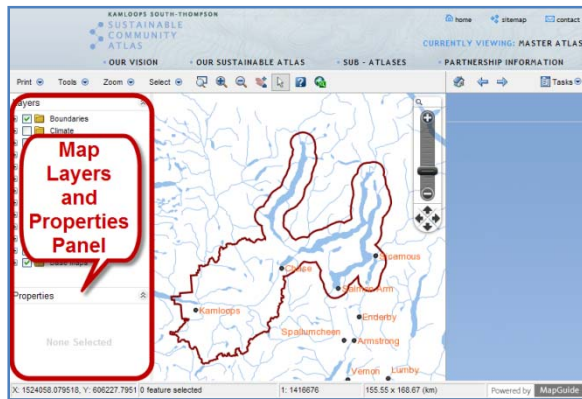 KAMLOOPS SOUTH-THOMPSON
SUSTAINABLE
COMMUNITY
ATLAS
home
sitemap
contact
CURRENTLY VIEWING: MASTER ATLAS
OUR VISION
OUR SUSTAINABLE ATLAS
SUB - ATLASES
PARTNERSHIP INFORMATION
Print
Tools
Zoom
Select
Tasks
Layers
Boundaries
Climate
Map
Layers
and
Properties
Panel
Base Maps
Properties
None Selected
Sicamous
Chase
Salmon Arm
Kamloops
Enderby
Spallumcheen
Armstrong
Vernon
Lumby
X: 1524058.079518, Y: 606227.7951
0 feature selected
1: 1416676
155.55 x 168.67 (km)
Powered by MapGuide